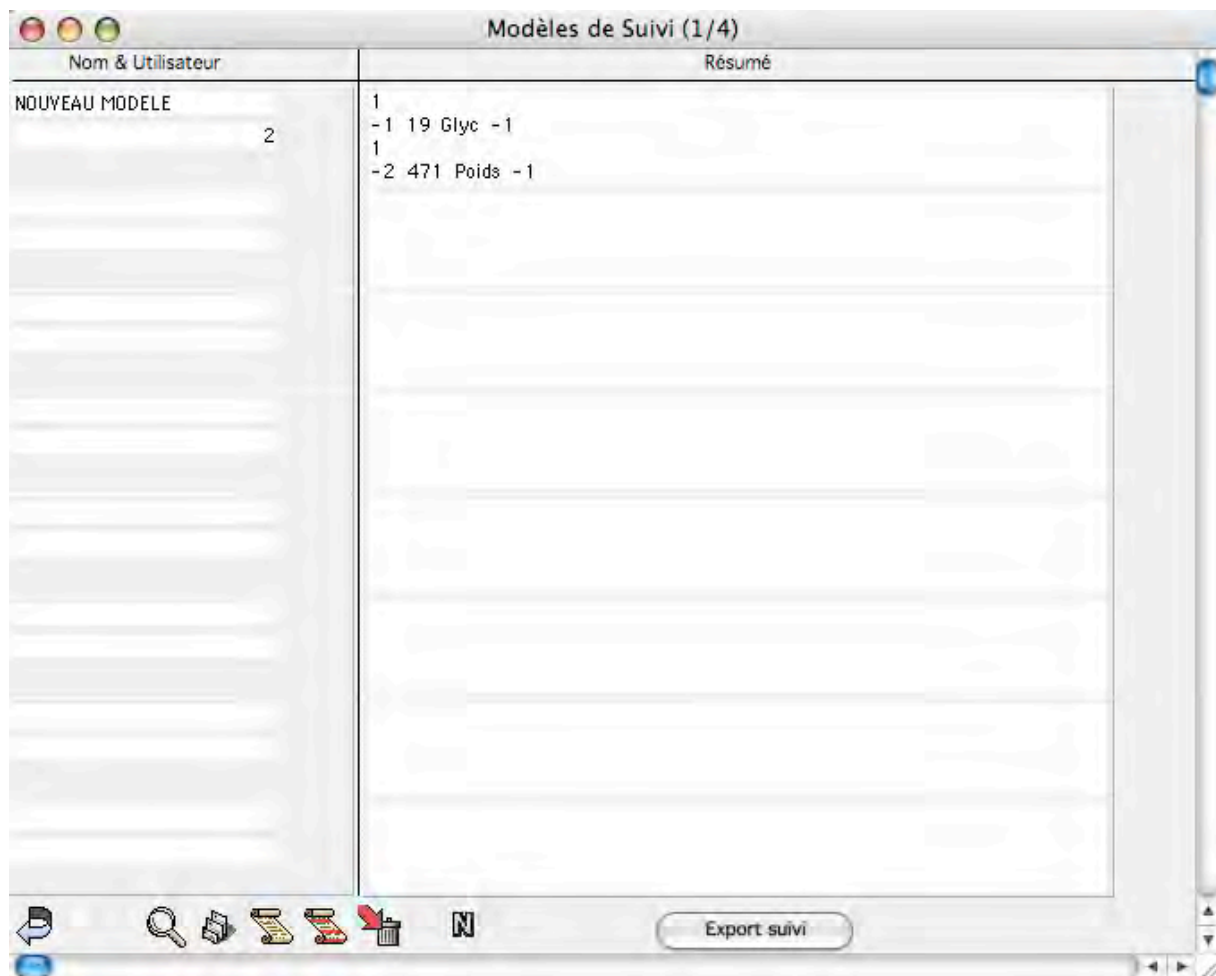 Modèles de Suivi (1/4)
Nom & Utilisateur
Résumé
NOUVEAU MODELE
2
1
-1 19 Glyc -1
1
-2 471 Poids -1
N
Export suivi